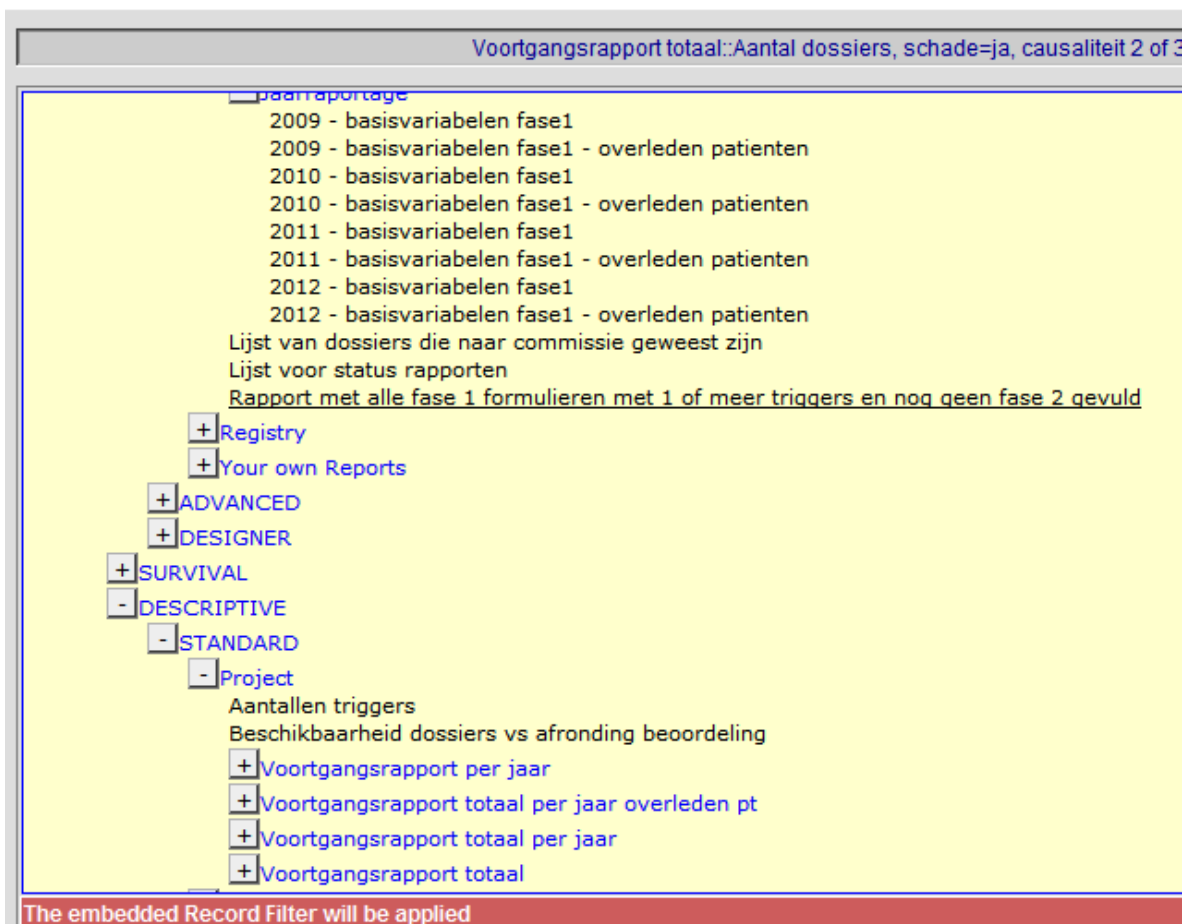 Voortgangsrapport totaal::Aantal dossiers, schade=ja, causaliteit 2 of 3
Jaarraportage
2009 - basisvariabelen fase1
2009 - basisvariabelen fase1 - overleden patienten
2010 - basisvariabelen fase1
2010 - basisvariabelen fase1 - overleden patienten
2011 - basisvariabelen fase1
2011 - basisvariabelen fase1 - overleden patienten
2012 - basisvariabelen fase1
2012 - basisvariabelen fase1 - overleden patienten
Lijst van dossiers die naar commissie geweest zijn
Lijst voor status rapporten
Rapport met alle fase 1 formulieren met 1 of meer triggers en nog geen fase 2 gevuld
+ Registry
+ Your own Reports
+ ADVANCED
+ DESIGNER
+ SURVIVAL
- DESCRIPTIVE
- STANDARD
- Project
Aantallen triggers
Beschikbaarheid dossiers vs afronding beoordeling
+ Voortgangsrapport per jaar
+ Voortgangsrapport totaal per jaar overleden pt
+ Voortgangsrapport totaal per jaar
+ Voortgangsrapport totaal
The embedded Record Filter will be applied